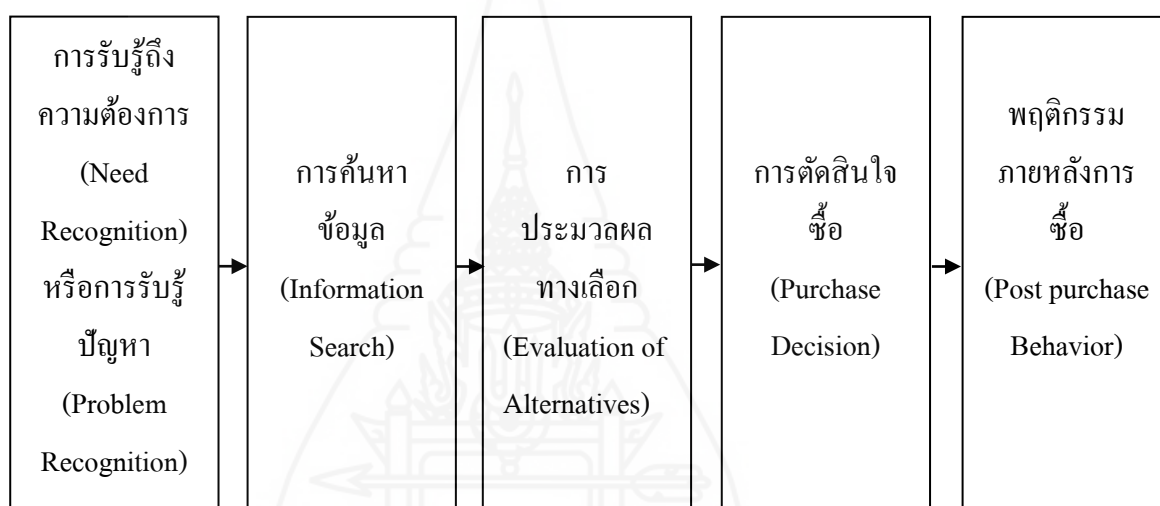 การรับรู้ถึง
ความต้องการ
(Need
Recognition)
หรือการรับรู้
ปัญหา
(Problem
Recognition)
การค้นหา
ข้อมูล
(Information
Search)
การ
ประมวลผล
ทางเลือก
(Evaluation of
Alternatives)
การตัดสินใจ
ซื้อ
(Purchase
Decision)
พฤติกรรม
ภายหลังการ
ซื้อ
(Post purchase
Behavior)